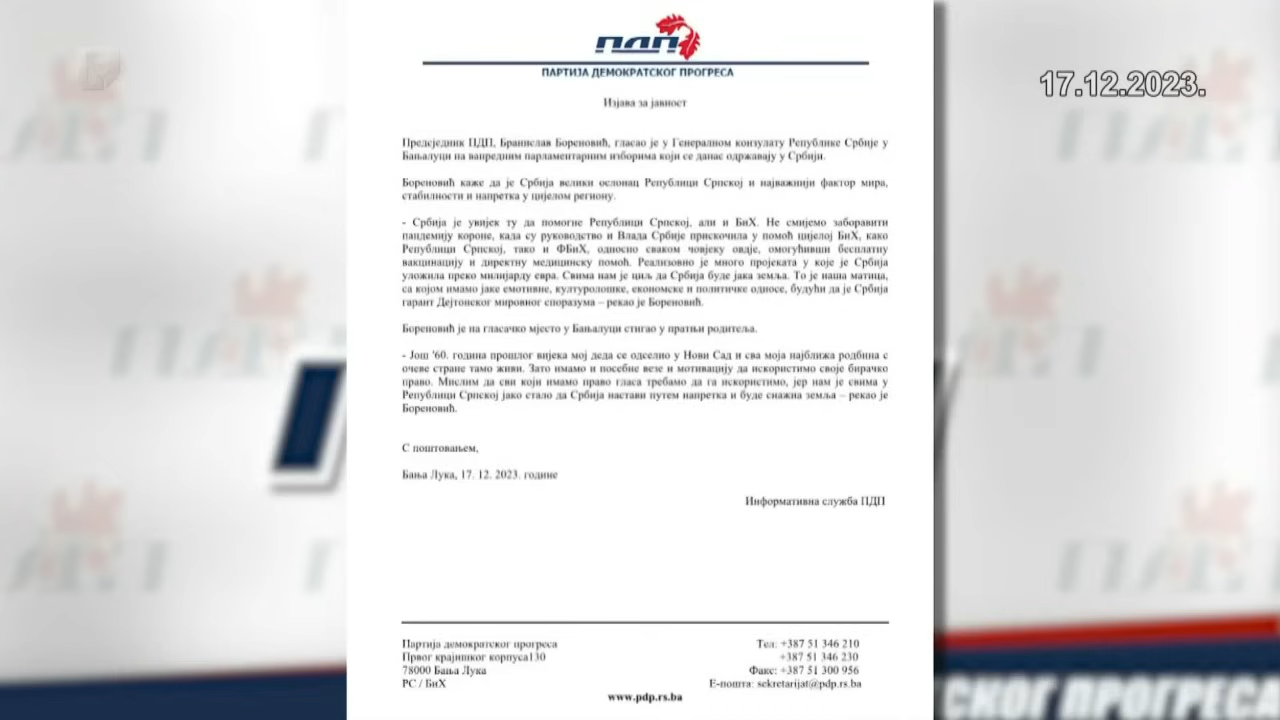 ПДП
ПАРТИЈА ДЕМОКРАТСКОГ ПРОГРЕСА
17.12.2023.
Изјава за јавност
Предсједник ПДП, Бранислав Бореновић, гласао је у Генералном конзулату Републике Србије у
Бањалуци на ванредним парламентарним изборима који се данас одржавају у Србији.
Бореновић каже да је Србија велики ослонац Републици Српској и најважнији фактор мира,
стабилности и напретка у цијелом региону.
- Србија је увијек ту да помогне Републици Српској, али и БиХ. Не смијемо заборавити
пандемију короне, када су руководство и Влада Србије прискочила у помоћ цијелој БиХ, како
Републици Српској, тако и ФБиХ, односно сваком човјеку овдје, омогућивши бесплатну
вакцинацију и директну медицинску помоћ. Реализовно је много пројеката у које је Србија
уложила преко милијарду евра. Свима нам је циљ да Србија буде јака земља. То је наша матица,
са којом имамо јаке емотивне, културолошке, економске и политичке односе, будући да је Србија
гарант Дејтонског мировног споразума – рекао је Бореновић.
Бореновић је на гласачко мјесто у Бањалуци стигао у пратњи родитеља.
- Још '60. година прошлог вијека мој деда се одселио у Нови Сад и сва моја најближа родбина с
очеве стране тамо живи. Зато имамо и посебне везе и мотивацију да искористимо своје бирачко
право. Мислим да сви који имамо право гласа требамо да га искористимо, јер нам је свима у
Републици Српској јако стало да Србија настави путем напретка и буде снажна земља – рекао је
Бореновић.
С поштовањем,
Бања Лука, 17. 12. 2023. године
Информативна служба ПДП
Партија демократског прогреса
Првог крајишког корпуса130
78000 Бања Лука
РС / БиХ
Тел: +387 51 346 210
+387 51 346 230
Факс: +387 51 300 956
Е-пошта: sekretarijat@pdp.rs.ba
www.pdp.rs.ba
СКОГ ПРОГРЕСА